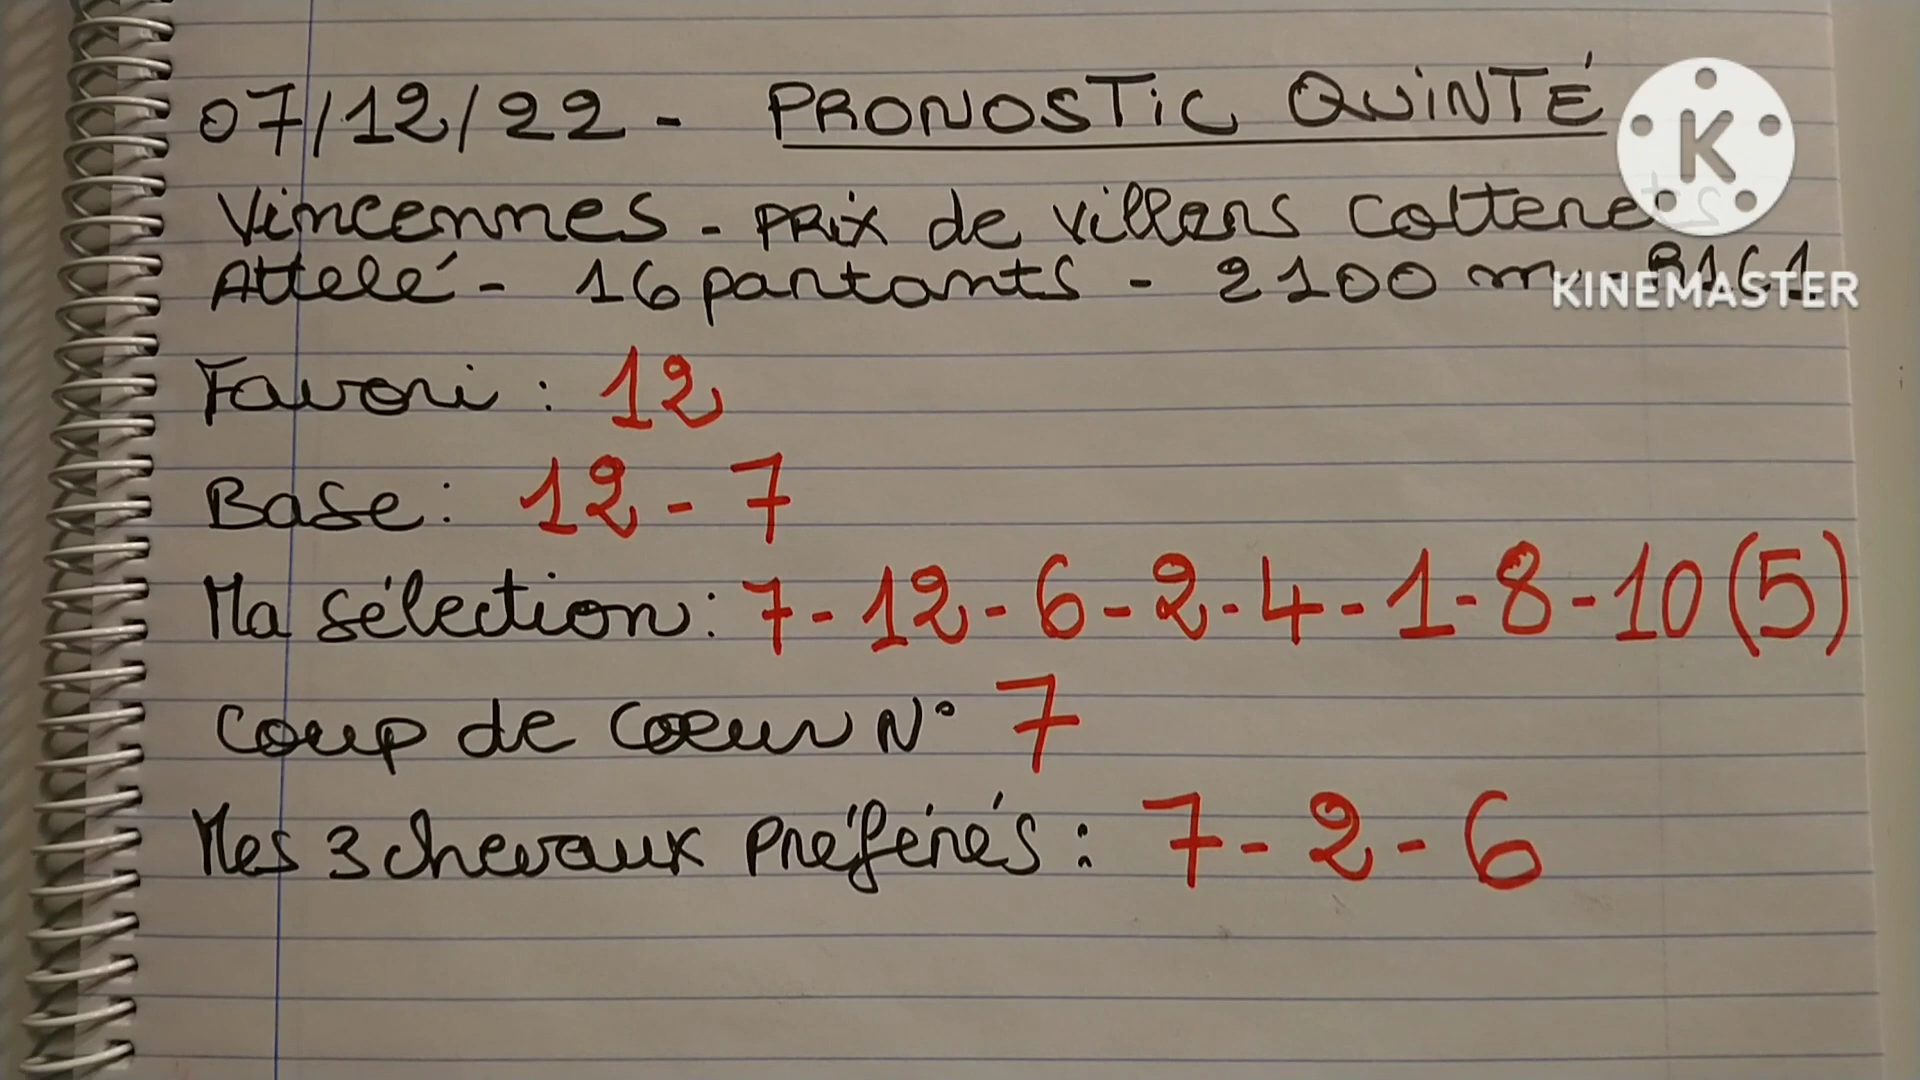 07/12/22 - PRONOSTIC QUINTÉ
Vincennes - PRIX de Villers Cotterets
Attelé - 16 partants - 2100 m - R1C1
KINEMASTER
Favori : 12
Base : 12 - 7
Ma sélection : 7 - 12 - 6 - 2 - 4 - 1 - 8 - 10 (5)
Coup de Coeur N° 7
Mes 3 chevaux préférés : 7 - 2 - 6